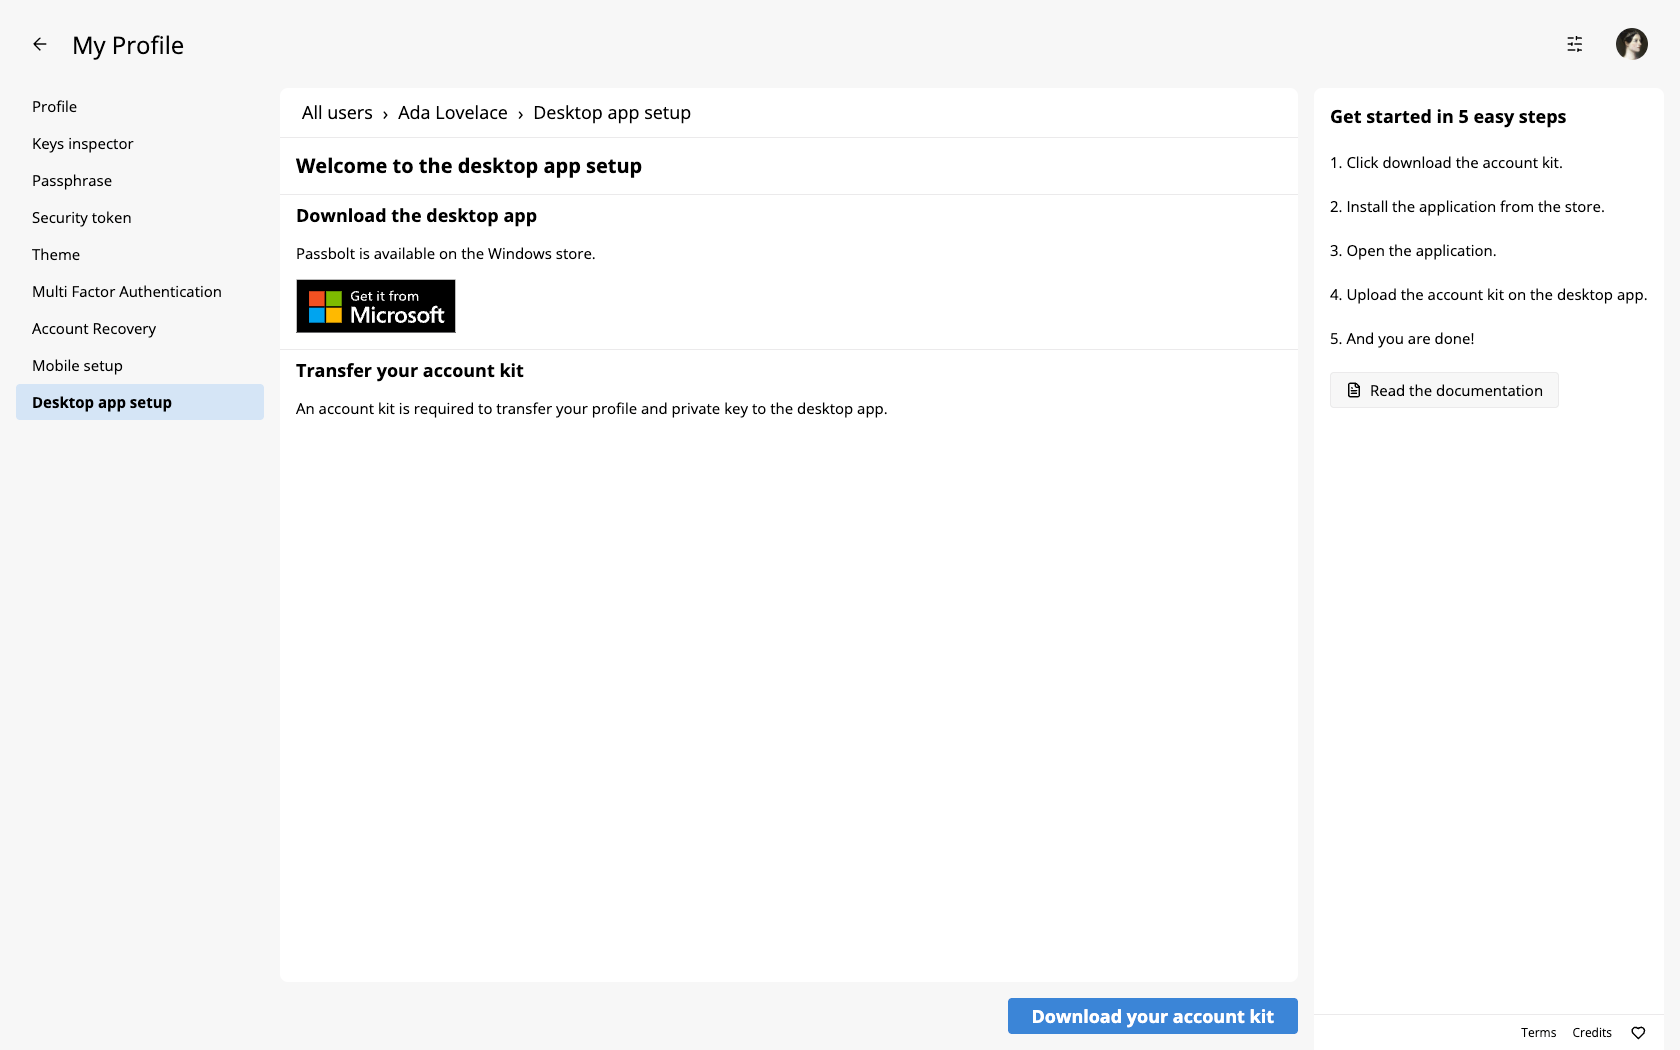 My Profile
Profile
Keys inspector
Passphrase
Security token
Theme
Multi Factor Authentication
Account Recovery
Mobile setup
Desktop app setup
All users › Ada Lovelace › Desktop app setup
Welcome to the desktop app setup
Download the desktop app
Passbolt is available on the Windows store.
Get it from
Microsoft
Transfer your account kit
An account kit is required to transfer your profile and private key to the desktop app.
Download your account kit
Get started in 5 easy steps
1. Click download the account kit.
2. Install the application from the store.
3. Open the application.
4. Upload the account kit on the desktop app.
5. And you are done!
Read the documentation
Terms Credits